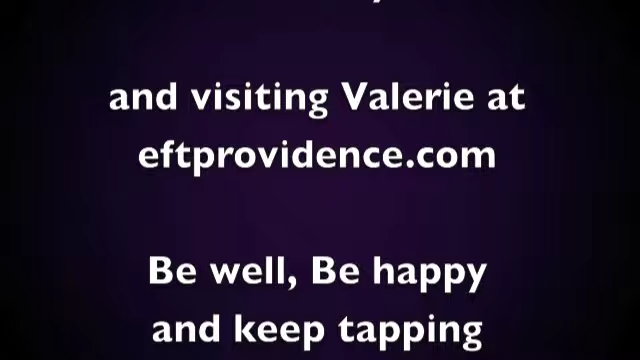 and visiting Valerie at
eftprovidence.com
Be well, Be happy
and keep tapping